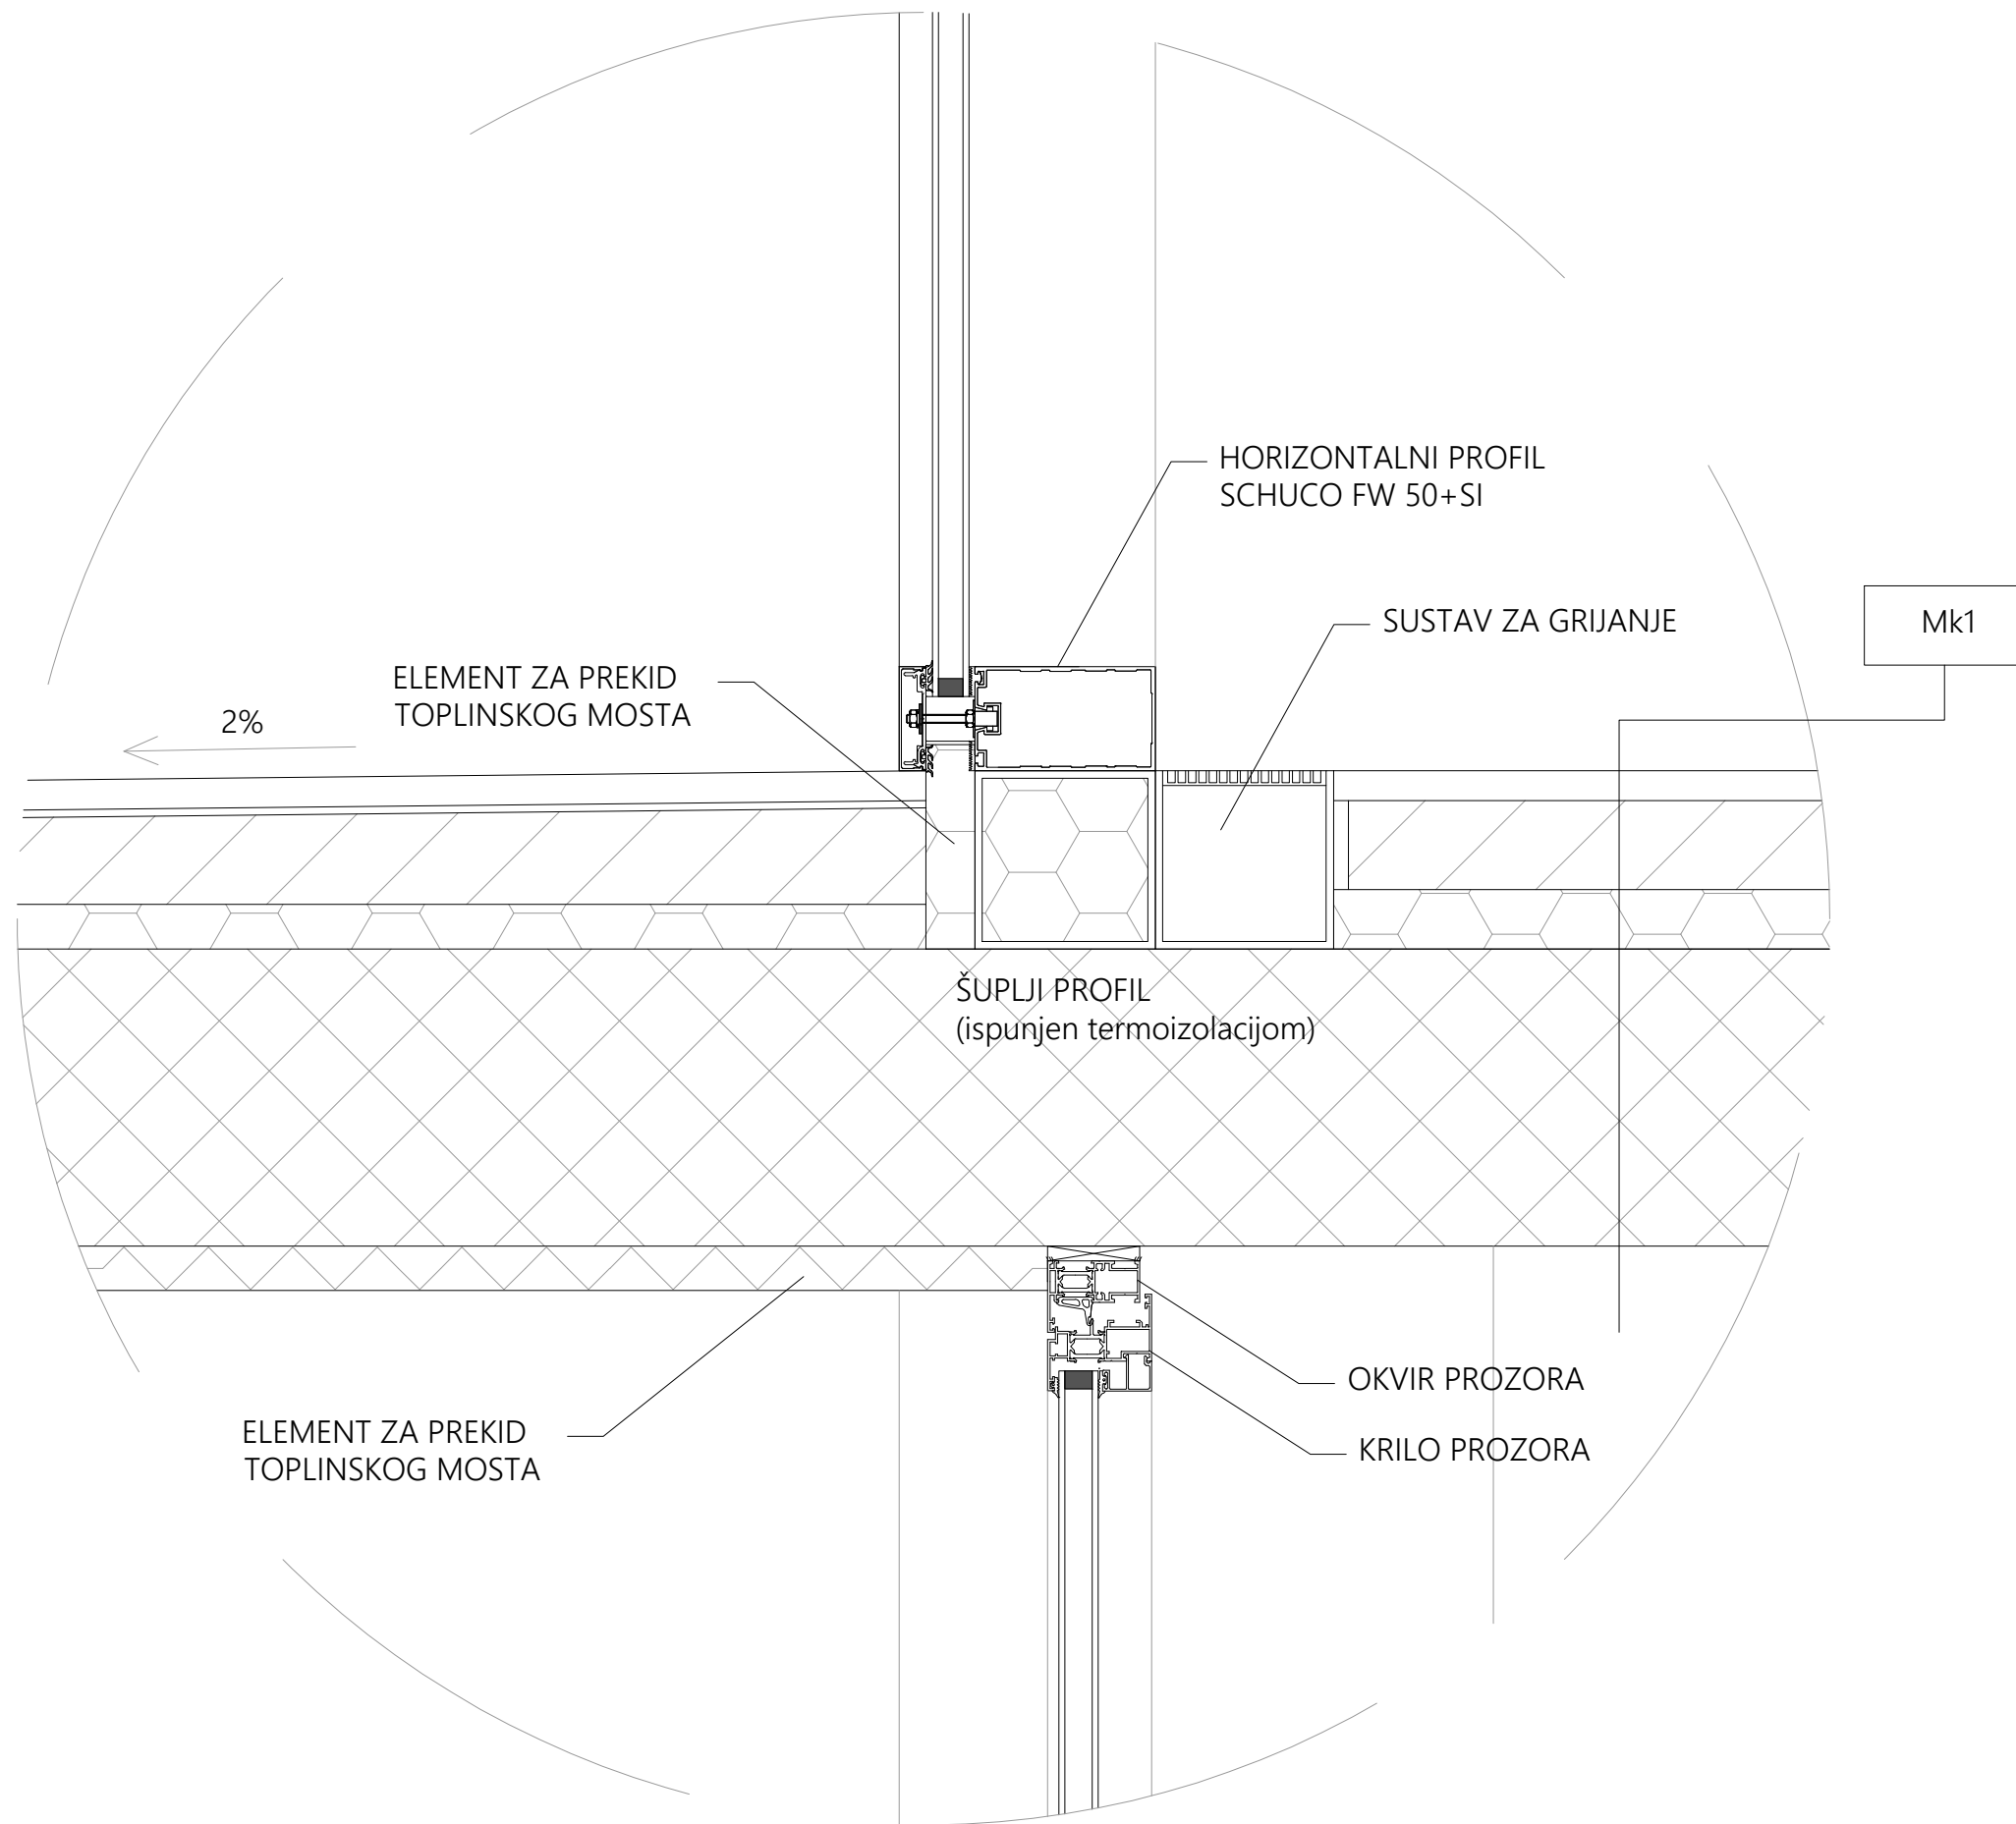 HORIZONTALNI PROFIL
SCHUCO FW 50+SI
SUSTAV ZA GRIJANJE
Mk1
ELEMENT ZA PREKID
TOPLINSKOG MOSTA
2%
ŠUPLJI PROFIL
(ispunjen termoizolacijom)
OKVIR PROZORA
KRILO PROZORA
ELEMENT ZA PREKID
TOPLINSKOG MOSTA